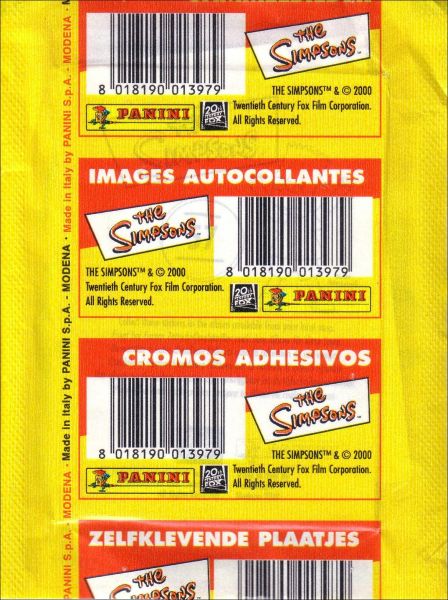 THE SIMPSONS™
8 018190 013979
THE SIMPSONS™ & © 2000
PANINI
20th CENTURY FOX
Twentieth Century Fox Film Corporation.
All Rights Reserved.
IMAGES AUTOCOLLANTES
THE SIMPSONS™
8 018190 013979
THE SIMPSONS™ & © 2000
Twentieth Century Fox Film Corporation.
All Rights Reserved.
20th CENTURY FOX
PANINI
CROMOS ADHESIVOS
THE SIMPSONS™
8 018190 013979
THE SIMPSONS™ & © 2000
PANINI
20th CENTURY FOX
Twentieth Century Fox Film Corporation.
All Rights Reserved.
ZELFKLEVENDE PLAATJES
THE SIMPSONS
PANINI S.p.A. - MODENA · Made in Italy by PANINI S.p.A. - MODENA · Made in Italy by PANINI S.p.A. - MODENA